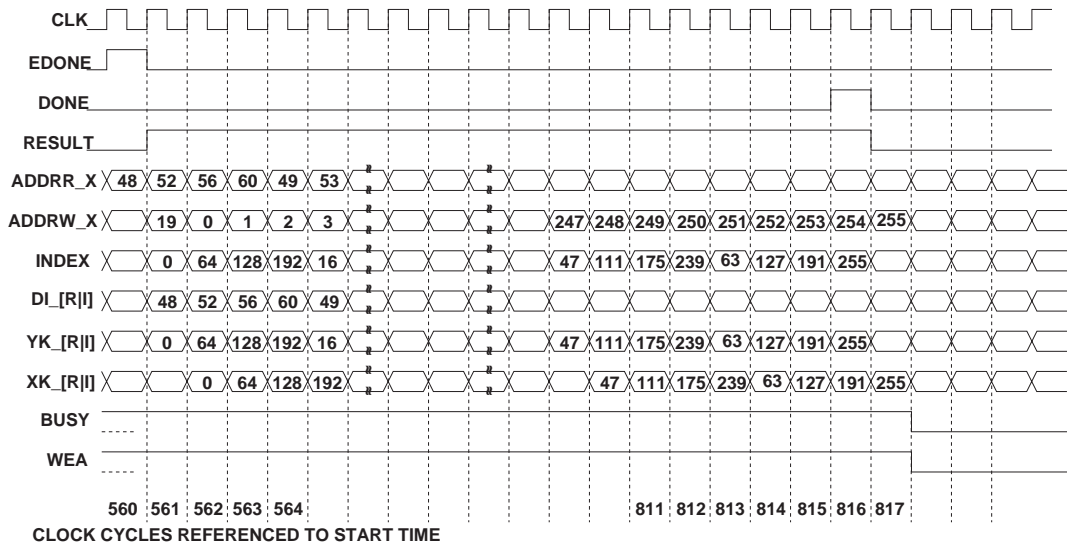 CLK
EDONE
DONE
RESULT
ADDRR_X 48 52 56 60 49 53
ADDRW_X 19 0 1 2 3 247 248 249 250 251 252 253 254 255
INDEX 0 64 128 192 16 47 111 175 239 63 127 191 255
DI_[R|I] 48 52 56 60 49
YK_[R|I] 0 64 128 192 16 47 111 175 239 63 127 191 255
XK_[R|I] 0 64 128 192 47 111 175 239 63 127 191 255
BUSY
WEA
560 561 562 563 564 811 812 813 814 815 816 817
CLOCK CYCLES REFERENCED TO START TIME